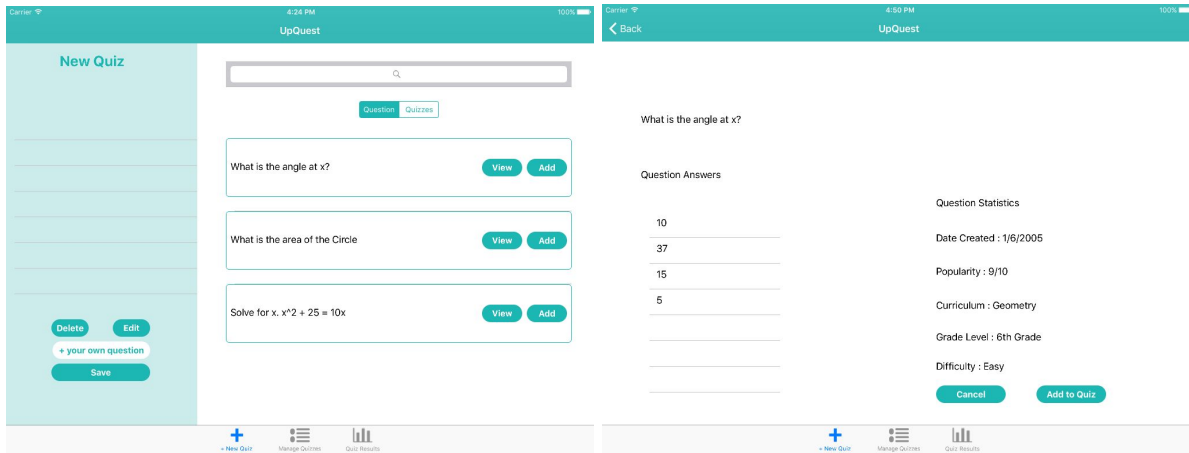 Carrier 4:24 PM 100%
UpQuest
New Quiz
Question Quizzes
What is the angle at x? View Add
What is the area of the Circle View Add
Solve for x. x^2 + 25 = 10x View Add
Delete Edit
+ your own question
Save
+ New Quiz Manage Quizzes Quiz Results
Carrier 4:50 PM 100%
Back UpQuest
What is the angle at x?
Question Answers
10
37
15
5
Question Statistics
Date Created : 1/6/2005
Popularity : 9/10
Curriculum : Geometry
Grade Level : 6th Grade
Difficulty : Easy
Cancel Add to Quiz
+ New Quiz Manage Quizzes Quiz Results